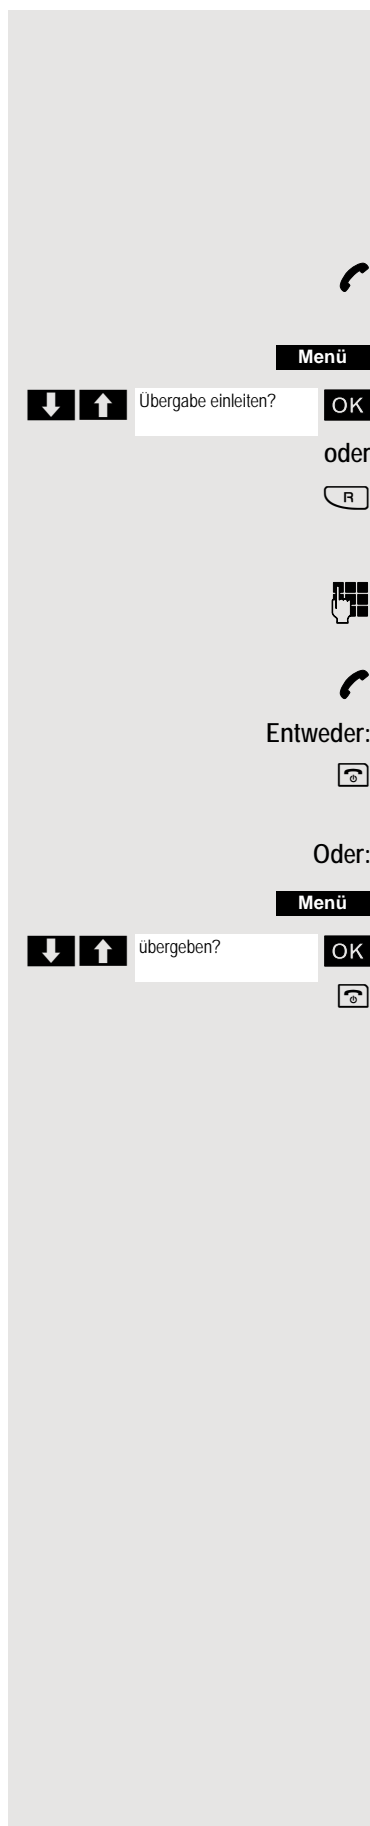 Menü
Übergabe einleiten? OK
oder
R
Entweder:
Oder:
Menü
übergeben? OK